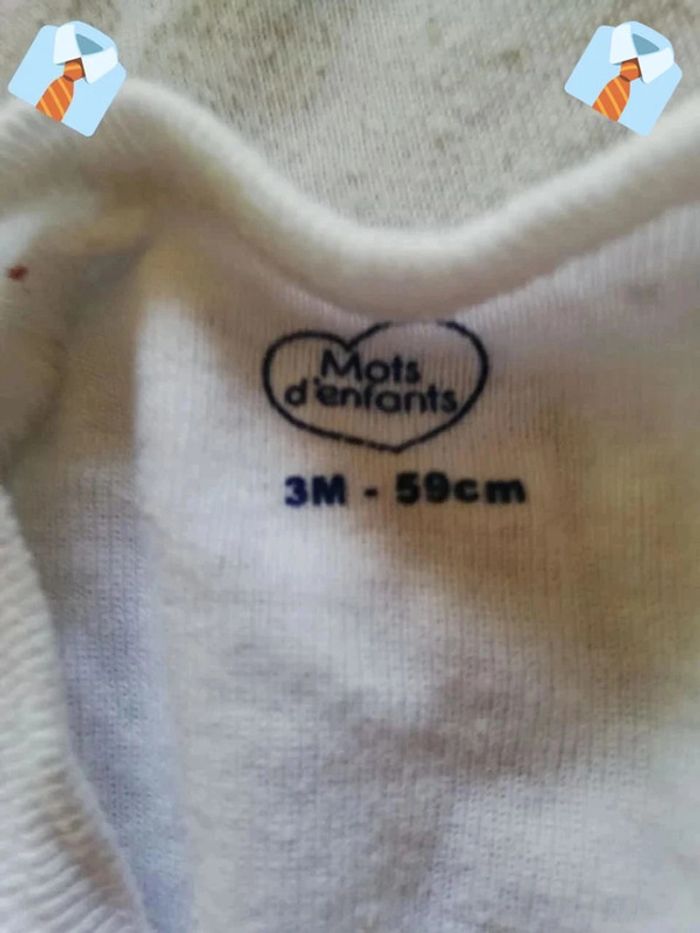 Mots
d'enfants
3M - 59cm